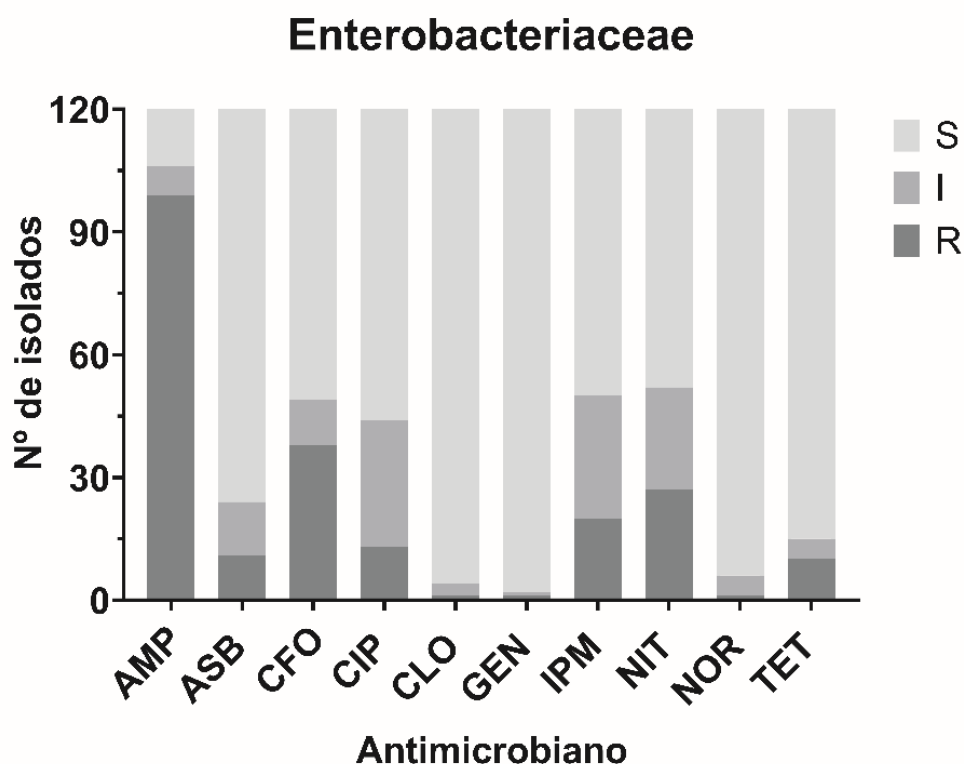 Enterobacteriaceae
120
90
60
30
0
Nº de isolados
S
I
R
AMP
ASB
CFO
CIP
CLO
GEN
IPM
NIT
NOR
TET
Antimicrobiano